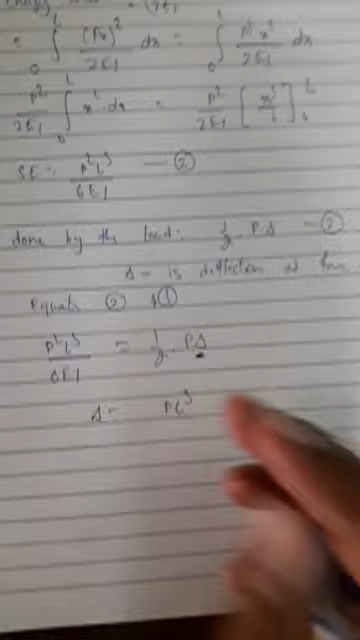 = ∫₀ᴸ (Px)²/2EI dx = ∫₀ᴸ P²x²/2EI dx
P²/2EI ∫₀ᴸ x² · dx = P²/2EI [x³/3]₀ᴸ
SE = P²L³/6EI — ②
done by the load: 1/2 · PΔ — ②
Δ = is deflection at free
Equate ② & ①
P²L³/6EI = 1/2 · PΔ
Δ = PL³